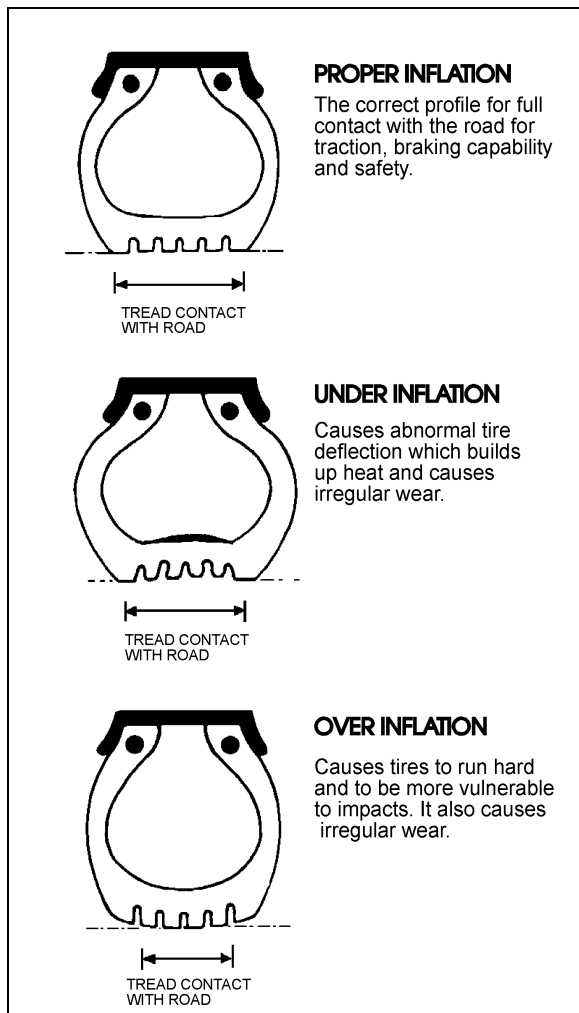 PROPER INFLATION
The correct profile for full
contact with the road for
traction, braking capability
and safety.
TREAD CONTACT
WITH ROAD
UNDER INFLATION
Causes abnormal tire
deflection which builds
up heat and causes
irregular wear.
TREAD CONTACT
WITH ROAD
OVER INFLATION
Causes tires to run hard
and to be more vulnerable
to impacts. It also causes
irregular wear.
TREAD CONTACT
WITH ROAD